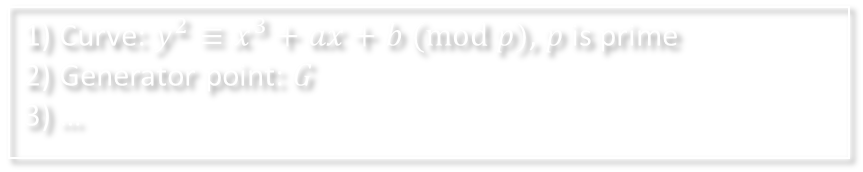 1) Curve: y² ≡ x³ + ax + b (mod p), p is prime
2) Generator point: G
3) ...